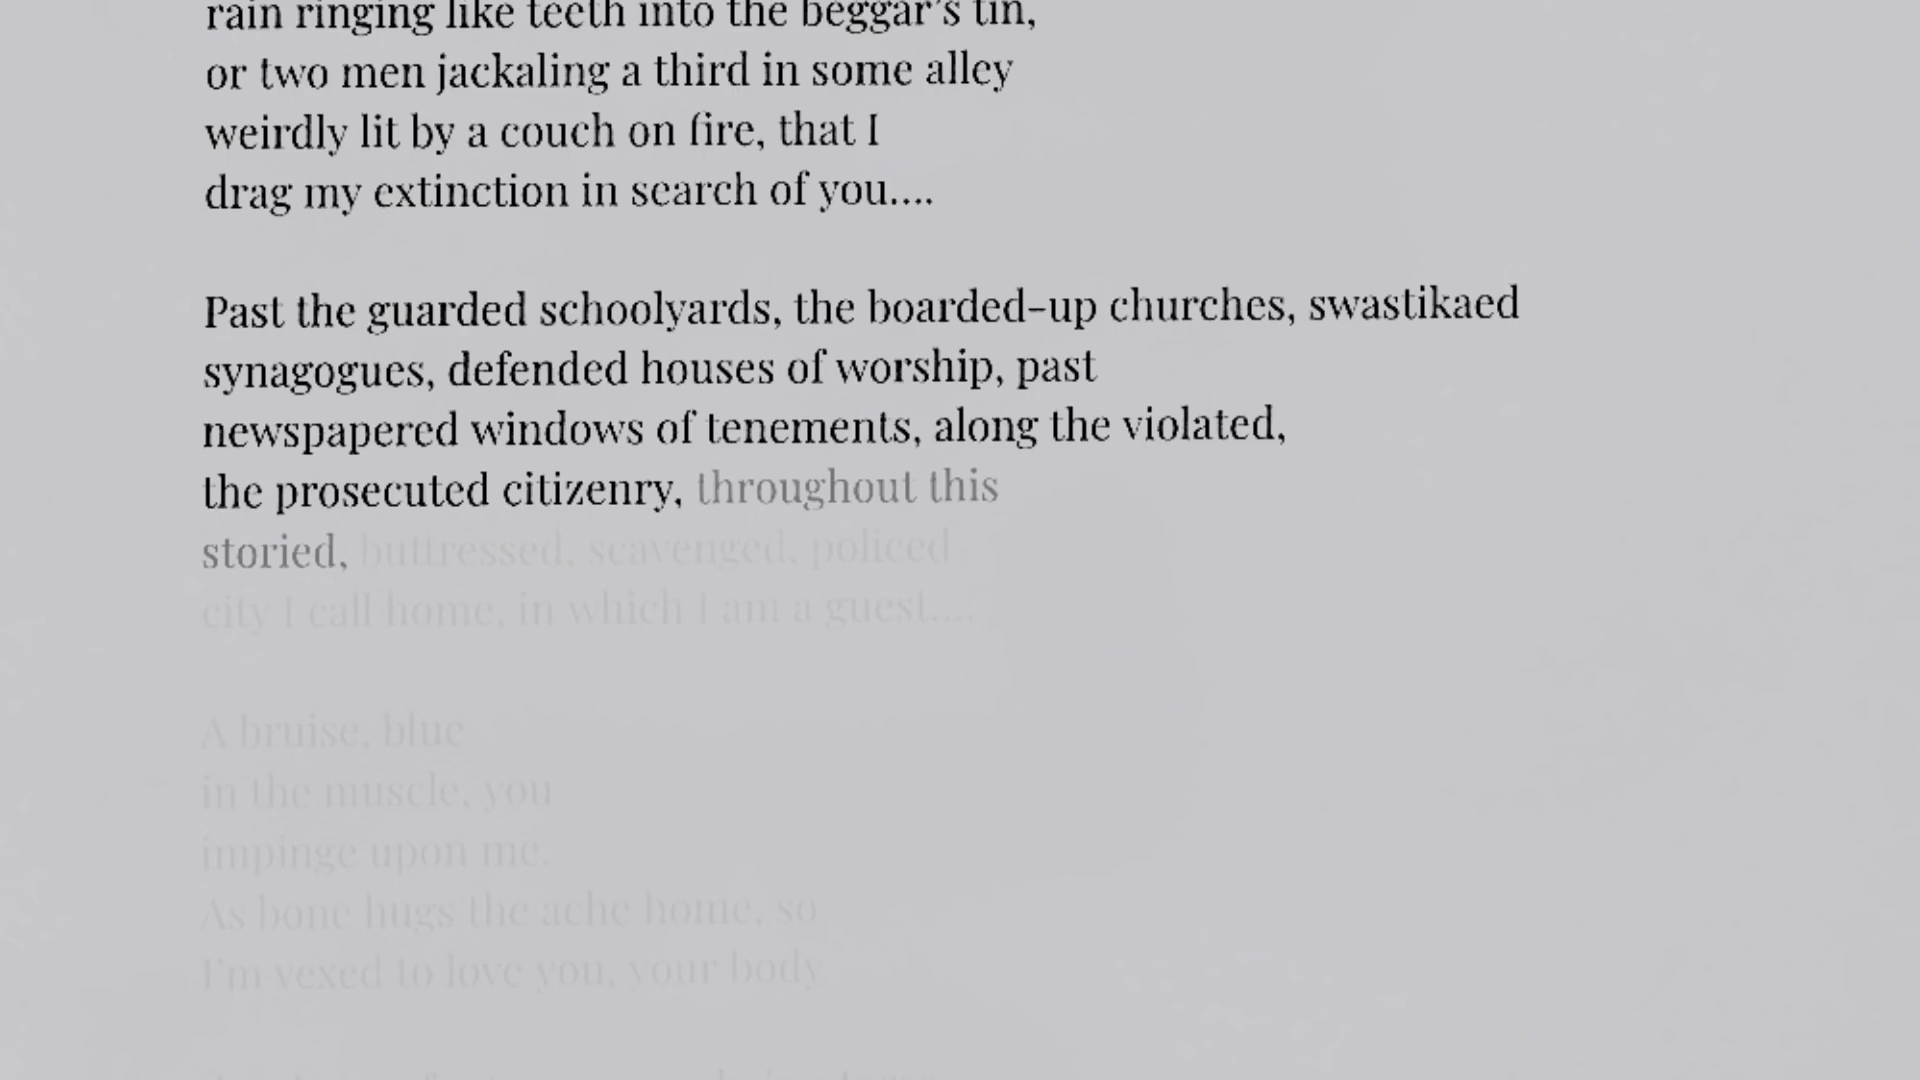 rain ringing like teeth into the beggar's tin,
or two men jackaling a third in some alley
weirdly lit by a couch on fire, that I
drag my extinction in search of you....
Past the guarded schoolyards, the boarded-up churches, swastikaed
synagogues, defended houses of worship, past
newspapered windows of tenements, along the violated,
the prosecuted citizenry, throughout this
storied, buttressed, scavenged, policed
city I call home, in which I am a guest....
A bruise, blue
in the muscle, you
impinge upon me.
As bone hugs the ache home, so
I'm vexed to love you, your body